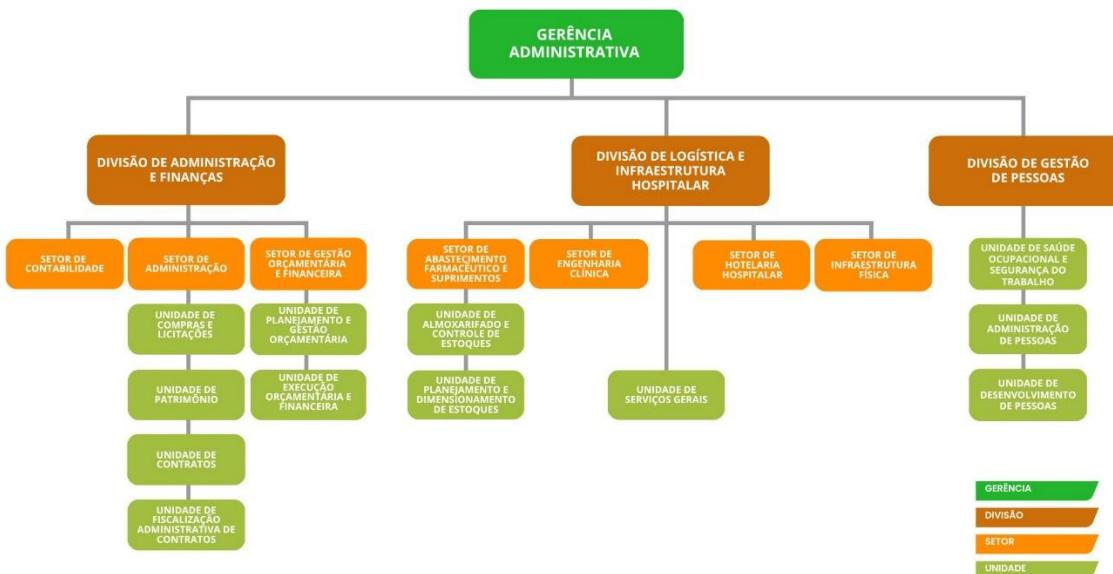 GERÊNCIA
ADMINISTRATIVA
DIVISÃO DE ADMINISTRAÇÃO
E FINANÇAS
DIVISÃO DE LOGÍSTICA E
INFRAESTRUTURA
HOSPITALAR
DIVISÃO DE GESTÃO
DE PESSOAS
SETOR DE
CONTABILIDADE
SETOR DE
ADMINISTRAÇÃO
SETOR DE GESTÃO
ORÇAMENTÁRIA
E FINANCEIRA
SETOR DE
ABASTECIMENTO
FARMACÊUTICO E
SUPRIMENTOS
SETOR DE
ENGENHARIA
CLÍNICA
SETOR DE
HOTELARIA
HOSPITALAR
SETOR DE
INFRAESTRUTURA
FÍSICA
UNIDADE DE SAÚDE
OCUPACIONAL E
SEGURANÇA DO
TRABALHO
UNIDADE DE
COMPRAS E
LICITAÇÕES
UNIDADE DE
PLANEJAMENTO E
GESTÃO
ORÇAMENTÁRIA
UNIDADE DE
ALMOXARIFADO E
CONTROLE DE
ESTOQUES
UNIDADE DE
ADMINISTRAÇÃO
DE PESSOAS
UNIDADE DE
PATRIMÔNIO
UNIDADE DE
EXECUÇÃO
ORÇAMENTÁRIA E
FINANCEIRA
UNIDADE DE
PLANEJAMENTO E
DIMENSIONAMENTO
DE ESTOQUES
UNIDADE DE
SERVIÇOS GERAIS
UNIDADE DE
DESENVOLVIMENTO
DE PESSOAS
UNIDADE DE
CONTRATOS
UNIDADE DE
FISCALIZAÇÃO
ADMINISTRATIVA DE
CONTRATOS
GERÊNCIA
DIVISÃO
SETOR
UNIDADE